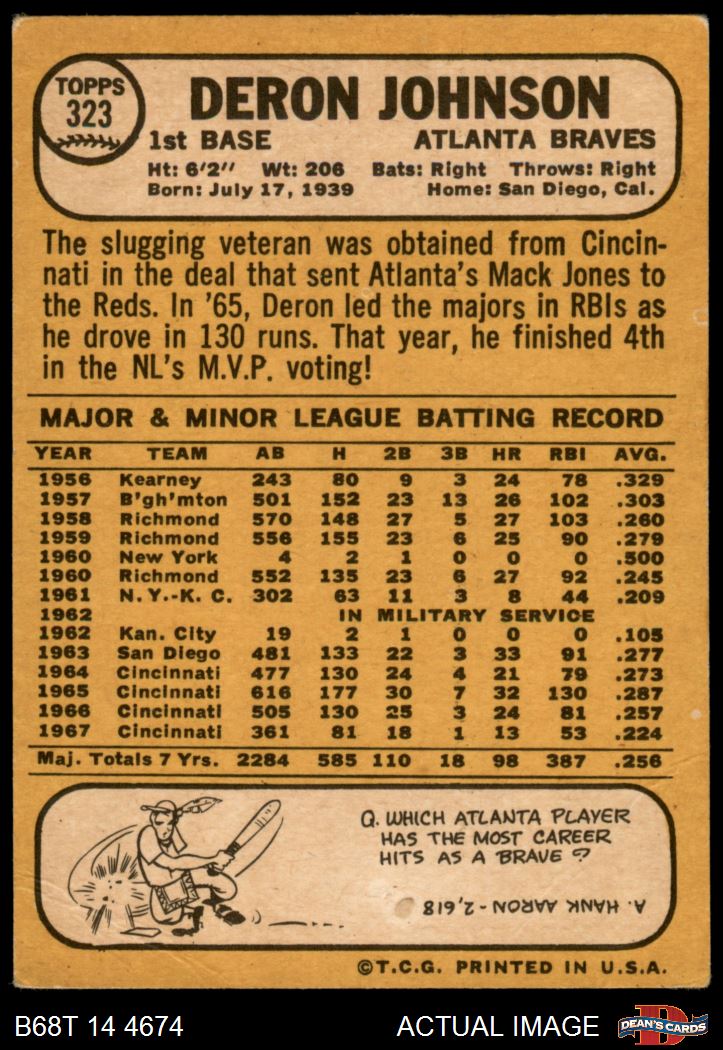 TOPPS
323
DERON JOHNSON
1st BASE ATLANTA BRAVES
Ht: 6'2" Wt: 206 Bats: Right Throws: Right
Born: July 17, 1939 Home: San Diego, Cal.
The slugging veteran was obtained from Cincin-
nati in the deal that sent Atlanta's Mack Jones to
the Reds. In '65, Deron led the majors in RBIs as
he drove in 130 runs. That year, he finished 4th
in the NL's M.V.P. voting!
MAJOR & MINOR LEAGUE BATTING RECORD
YEAR TEAM AB H 2B 3B HR RBI AVG.
1956 Kearney 243 80 9 3 24 78 .329
1957 B'gh'mton 501 152 23 13 26 102 .303
1958 Richmond 570 148 27 5 27 103 .260
1959 Richmond 556 155 23 6 25 90 .279
1960 New York 4 2 1 0 0 0 .500
1960 Richmond 552 135 23 6 27 92 .245
1961 N.Y.-K. C. 302 63 11 3 8 44 .209
1962 IN MILITARY SERVICE
1962 Kan. City 19 2 1 0 0 0 .105
1963 San Diego 481 133 22 3 33 91 .277
1964 Cincinnati 477 130 24 4 21 79 .273
1965 Cincinnati 616 177 30 7 32 130 .287
1966 Cincinnati 505 130 25 3 24 81 .257
1967 Cincinnati 361 81 18 1 13 53 .224
Maj. Totals 7 Yrs. 2284 585 110 18 98 387 .256
Q. WHICH ATLANTA PLAYER
HAS THE MOST CAREER
HITS AS A BRAVE?
A. HANK AARON-2,618
©T.C.G. PRINTED IN U.S.A.
B68T 14 4674 ACTUAL IMAGE
D
DEAN'S CARDS